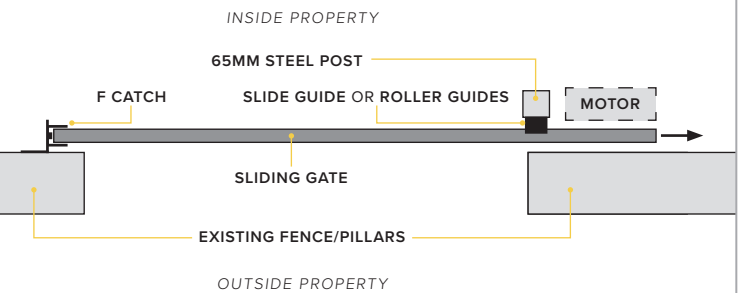 INSIDE PROPERTY
65MM STEEL POST
F CATCH
SLIDE GUIDE OR ROLLER GUIDES
MOTOR
SLIDING GATE
EXISTING FENCE/PILLARS
OUTSIDE PROPERTY